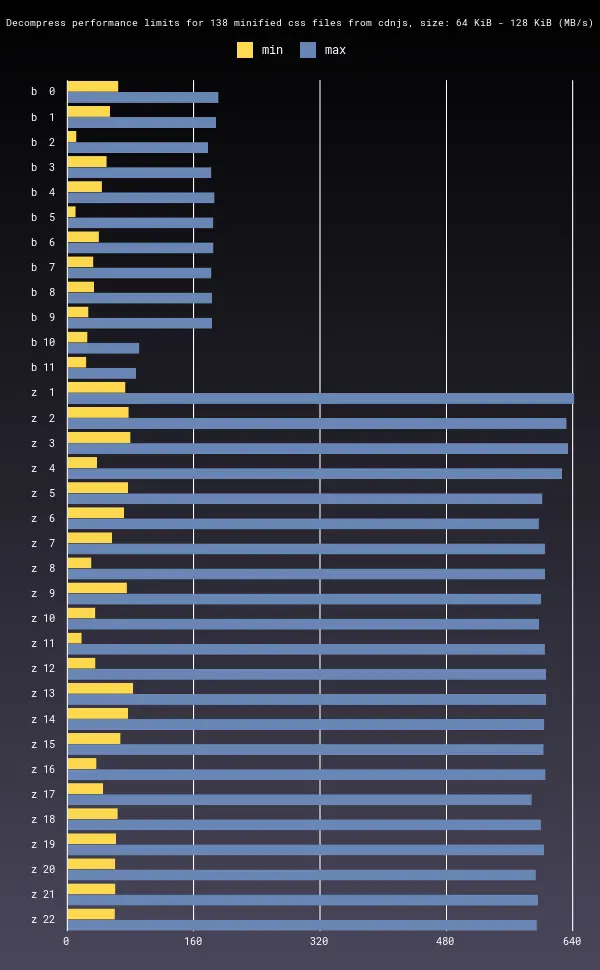 Decompress performance limits for 138 minified css files from cdnjs, size: 64 KiB - 128 KiB (MB/s)
min max
b 0
b 1
b 2
b 3
b 4
b 5
b 6
b 7
b 8
b 9
b 10
b 11
z 1
z 2
z 3
z 4
z 5
z 6
z 7
z 8
z 9
z 10
z 11
z 12
z 13
z 14
z 15
z 16
z 17
z 18
z 19
z 20
z 21
z 22
0 160 320 480 640